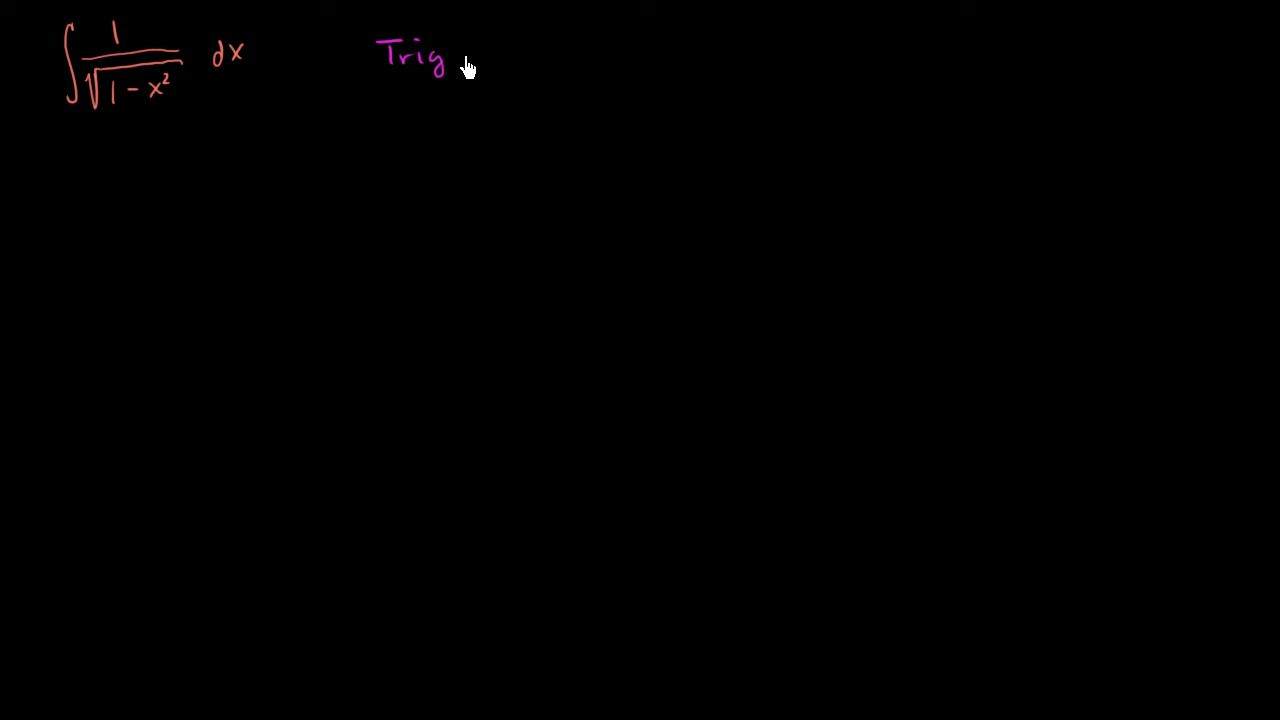 ∫ 1/√(1 - x²) dx Trig